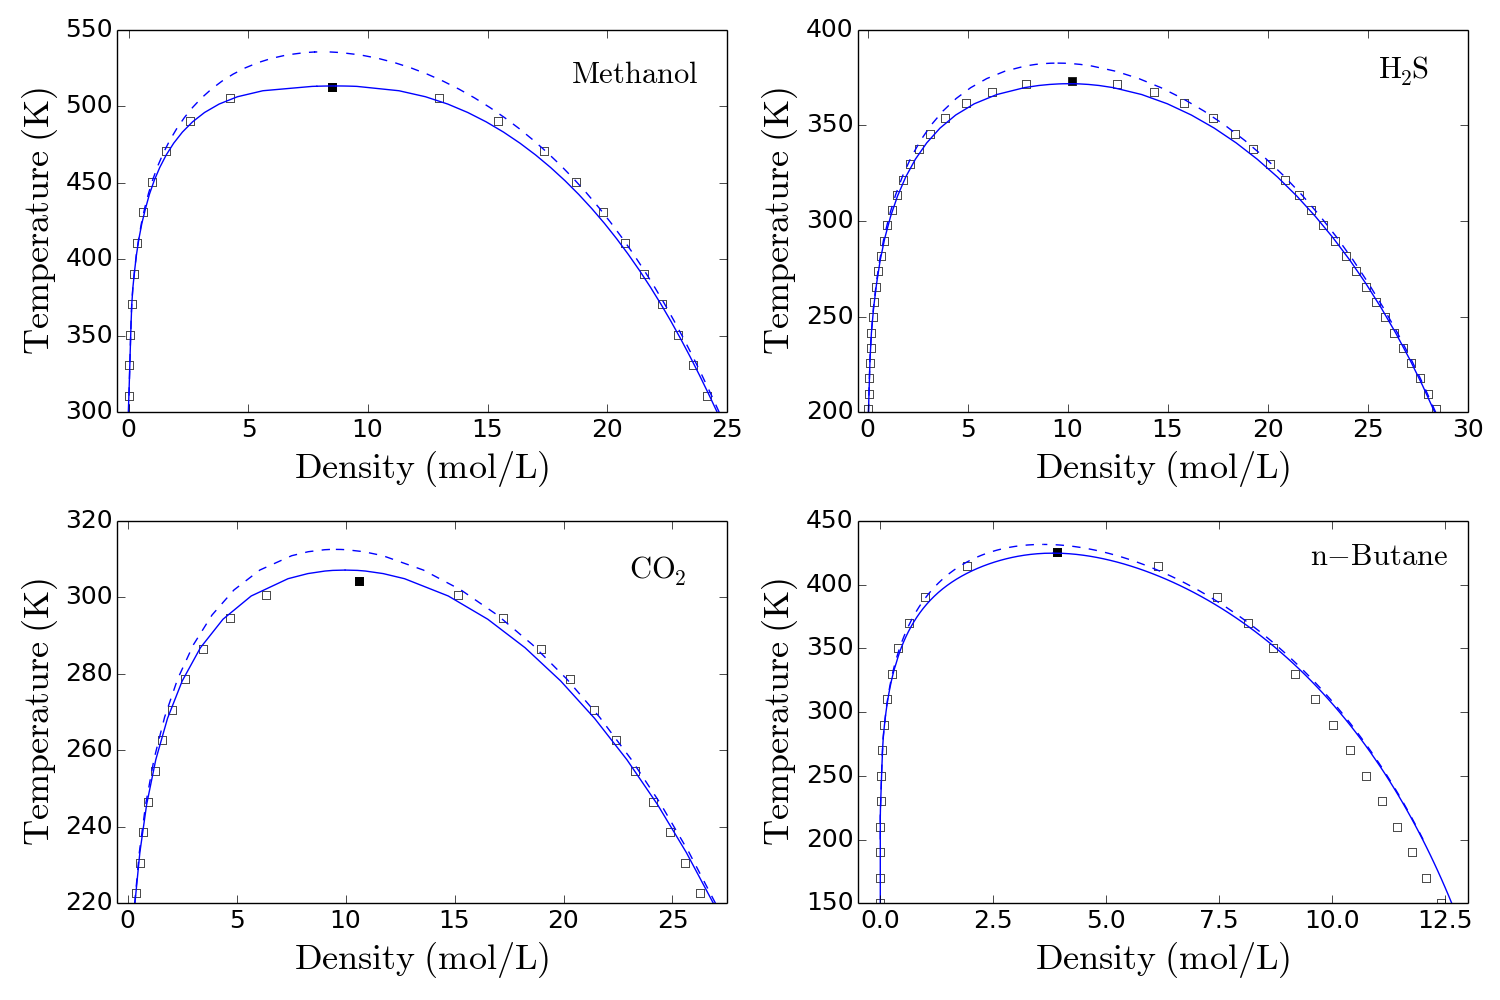 550
500
450
400
350
300
Temperature (K)
Methanol
0 5 10 15 20 25
Density (mol/L)
400
350
300
250
200
Temperature (K)
H₂S
0 5 10 15 20 25 30
Density (mol/L)
320
300
280
260
240
220
Temperature (K)
CO₂
0 5 10 15 20 25
Density (mol/L)
450
400
350
300
250
200
150
Temperature (K)
n−Butane
0.0 2.5 5.0 7.5 10.0 12.5
Density (mol/L)